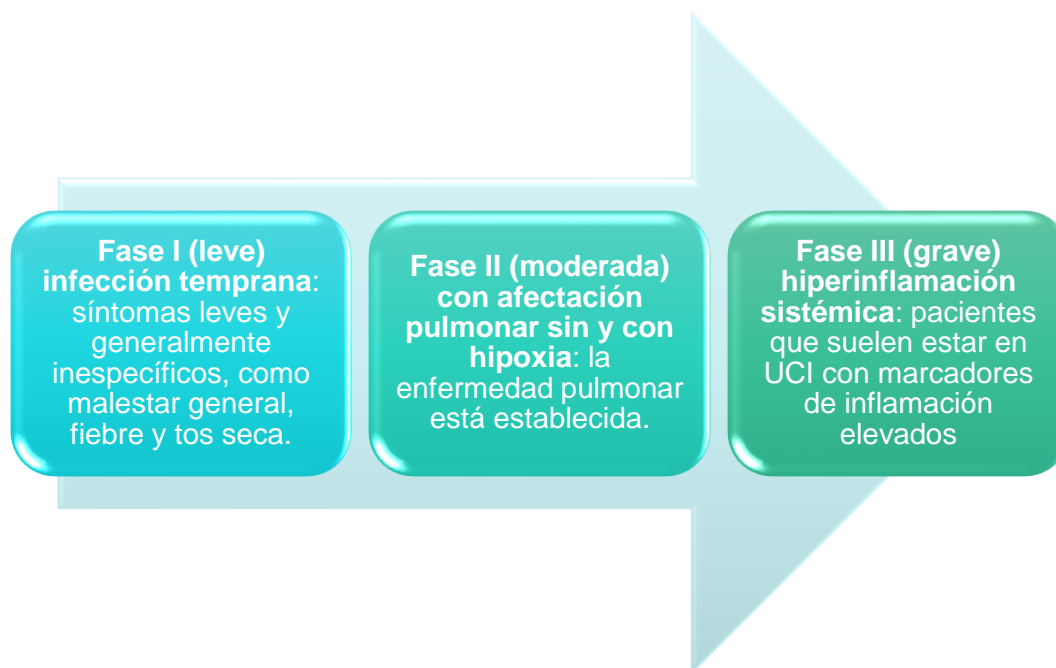 Fase I (leve)
infección temprana:
síntomas leves y
generalmente
inespecíficos, como
malestar general,
fiebre y tos seca.
Fase II (moderada)
con afectación
pulmonar sin y con
hipoxia: la
enfermedad pulmonar
está establecida.
Fase III (grave)
hiperinflamación
sistémica: pacientes
que suelen estar en
UCI con marcadores
de inflamación
elevados